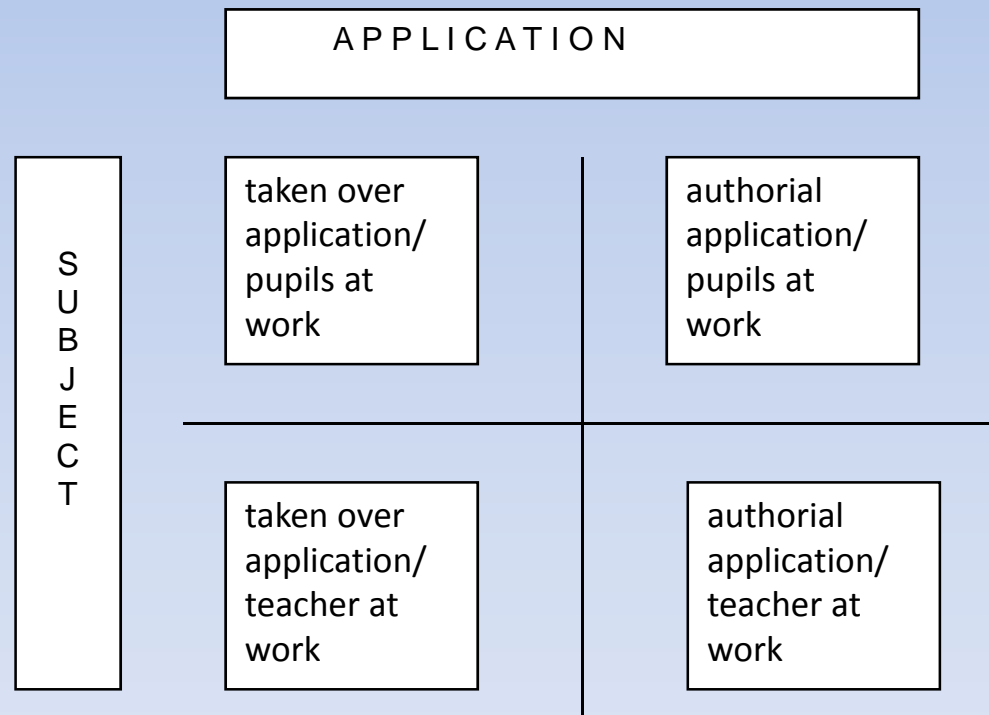 A P P L I C A T I O N
S
U
B
J
E
C
T
taken over
application/
pupils at
work
authorial
application/
pupils at
work
taken over
application/
teacher at
work
authorial
application/
teacher at
work